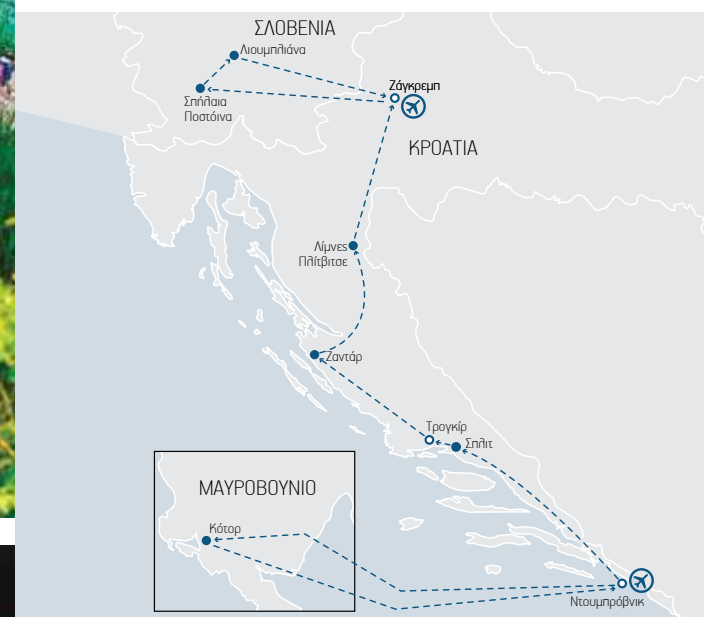 ΣΛΟΒΕΝΙΑ
Λιουμπλιάνα
Σπήλαια
Ποστόινα
Ζάγκρεμπ
ΚΡΟΑΤΙΑ
Λίμνες
Πλίτβιτσε
Ζαντάρ
Τρογκίρ
Σπλιτ
ΜΑΥΡΟΒΟΥΝΙΟ
Κότορ
Ντουμπρόβνικ